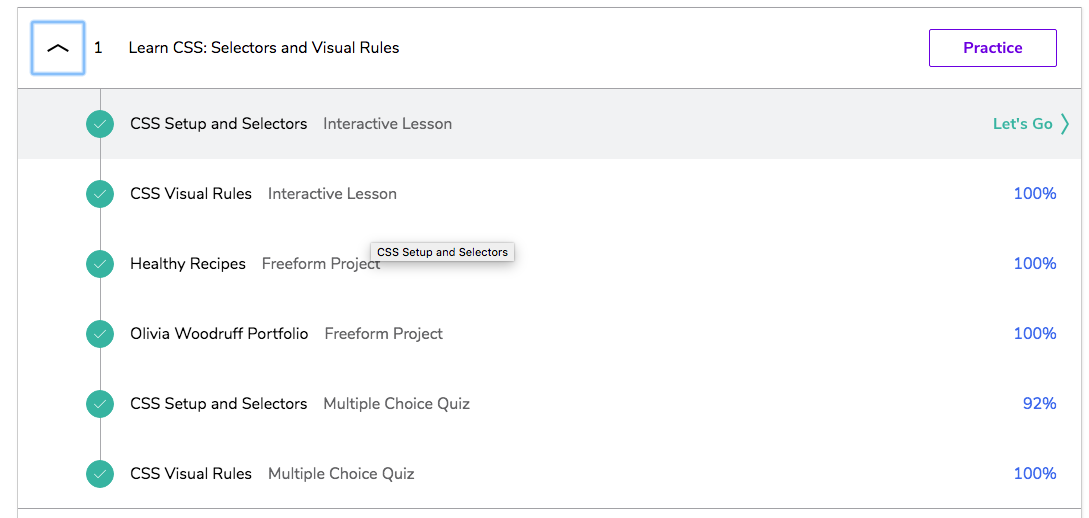 1 Learn CSS: Selectors and Visual Rules Practice
CSS Setup and Selectors Interactive Lesson Let's Go
CSS Visual Rules Interactive Lesson 100%
CSS Setup and Selectors
Healthy Recipes Freeform Project 100%
Olivia Woodruff Portfolio Freeform Project 100%
CSS Setup and Selectors Multiple Choice Quiz 92%
CSS Visual Rules Multiple Choice Quiz 100%